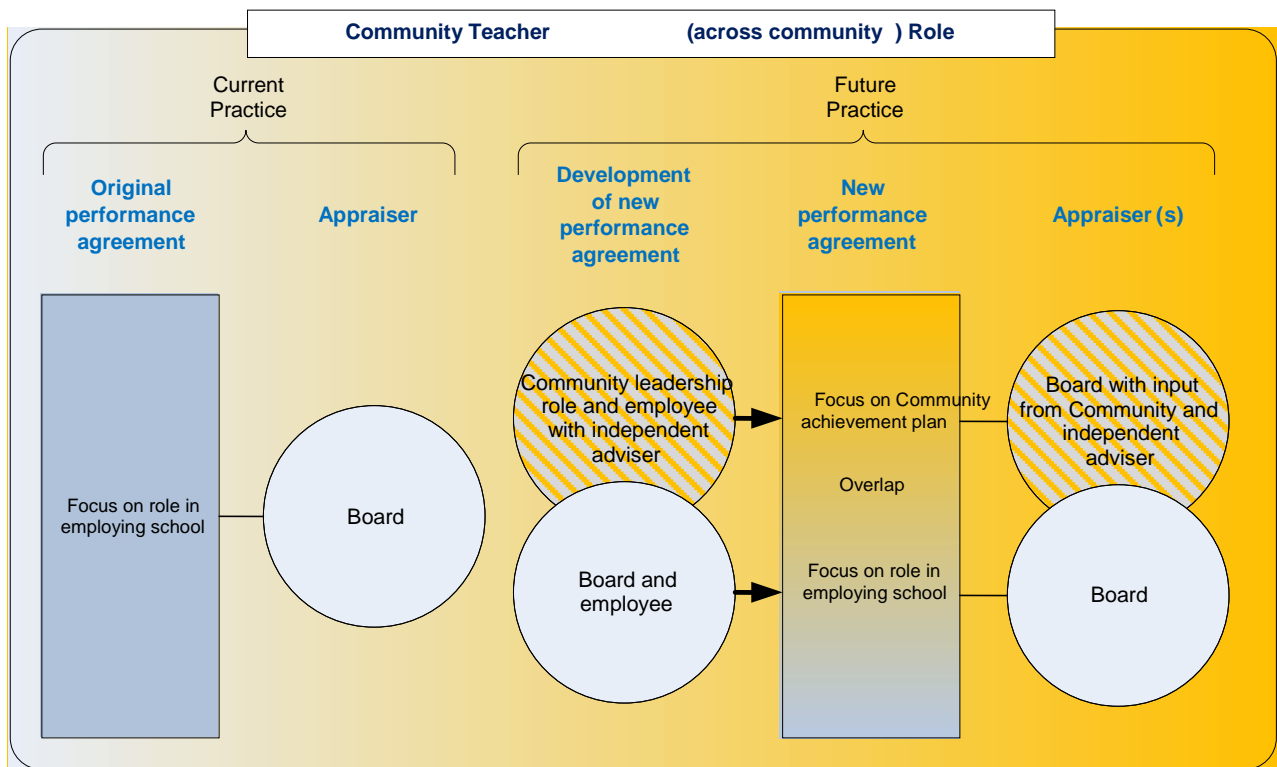 Community Teacher (across community ) Role
Current
Practice
Future
Practice
Original
performance
agreement
Appraiser
Development
of new
performance
agreement
New
performance
agreement
Appraiser (s)
Focus on role in
employing school
Board
Community leadership
role and employee
with independent
adviser
Board and
employee
Focus on Community
achievement plan
Overlap
Focus on role in
employing school
Board with input
from Community and
independent
adviser
Board